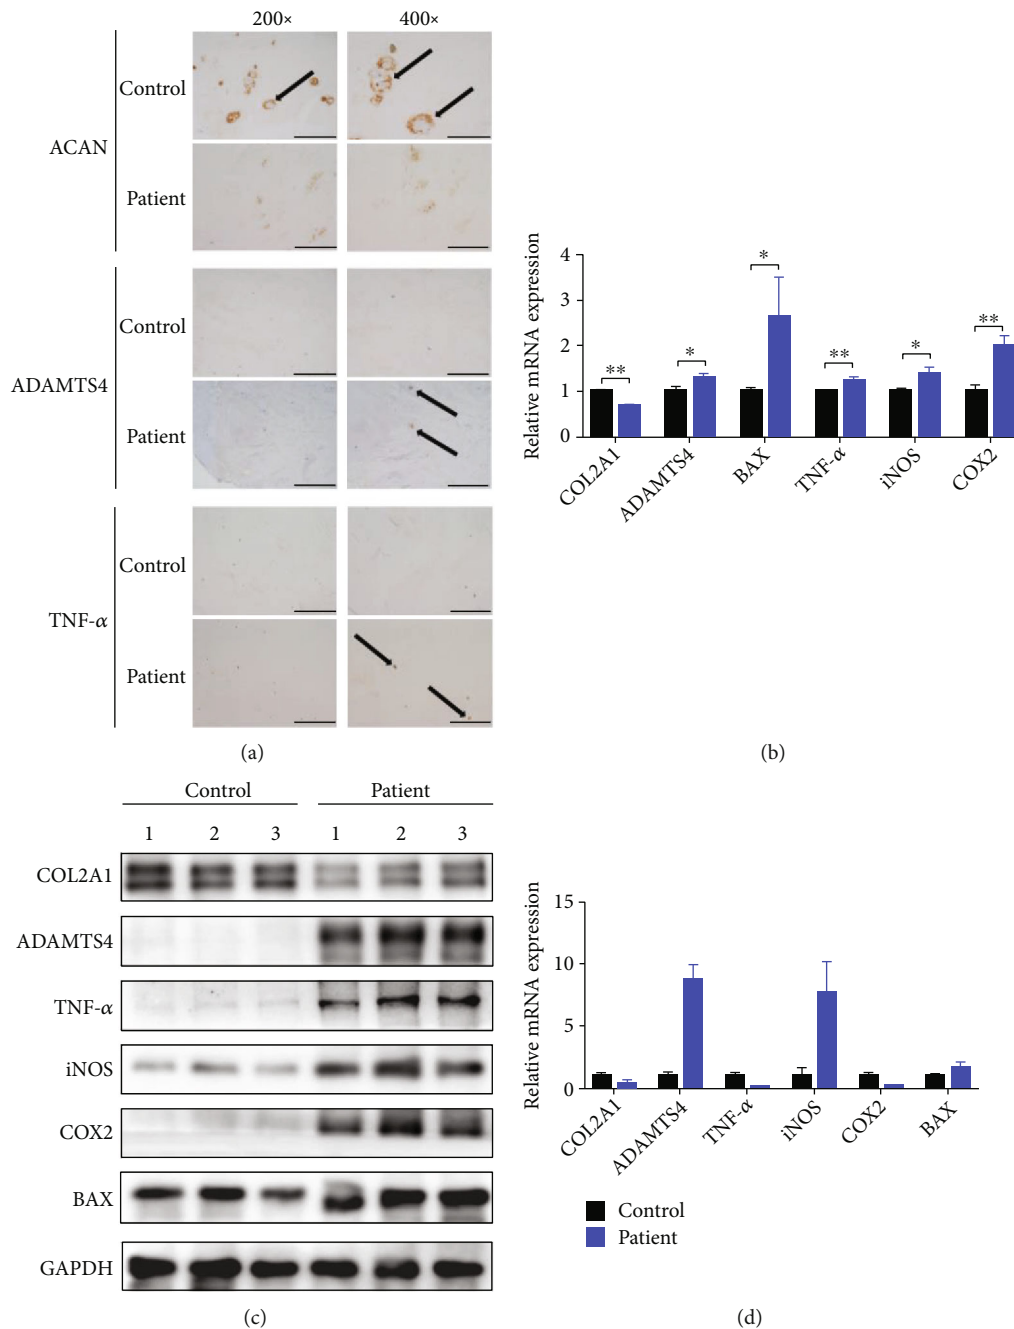 200× 400×
ACAN
Control
Patient
ADAMTS4
Control
Patient
TNF-α
Control
Patient
(a)
Relative mRNA expression
4
3
2
1
0
** * * ** * **
COL2A1 ADAMTS4 BAX TNF-α iNOS COX2
(b)
Control Patient
1 2 3 1 2 3
COL2A1
ADAMTS4
TNF-α
iNOS
COX2
BAX
GAPDH
(c)
Relative mRNA expression
15
10
5
0
COL2A1 ADAMTS4 TNF-α iNOS COX2 BAX
Control
Patient
(d)